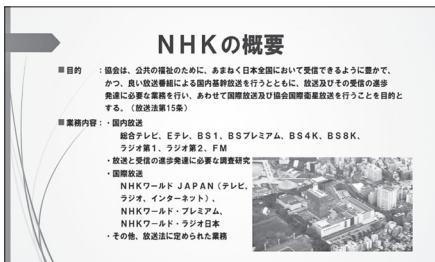 NHKの概要
■目的　：協会は、公共の福祉のために、あまねく日本全国において受信できるように豊かで、
かつ、良い放送番組による国内基幹放送を行うとともに、放送及びその受信の進歩
発達に必要な業務を行い、あわせて国際放送及び協会国際衛星放送を行うことを目的と
する。（放送法第15条）
■業務内容：・国内放送
総合テレビ、Eテレ、BS1、BSプレミアム、BS4K、BS8K、
ラジオ第1、ラジオ第2、FM
・放送と受信の進歩発達に必要な調査研究
・国際放送
NHKワールド JAPAN（テレビ、
ラジオ、インターネット）、
NHKワールド・プレミアム、
NHKワールド・ラジオ日本
・その他、放送法に定められた業務